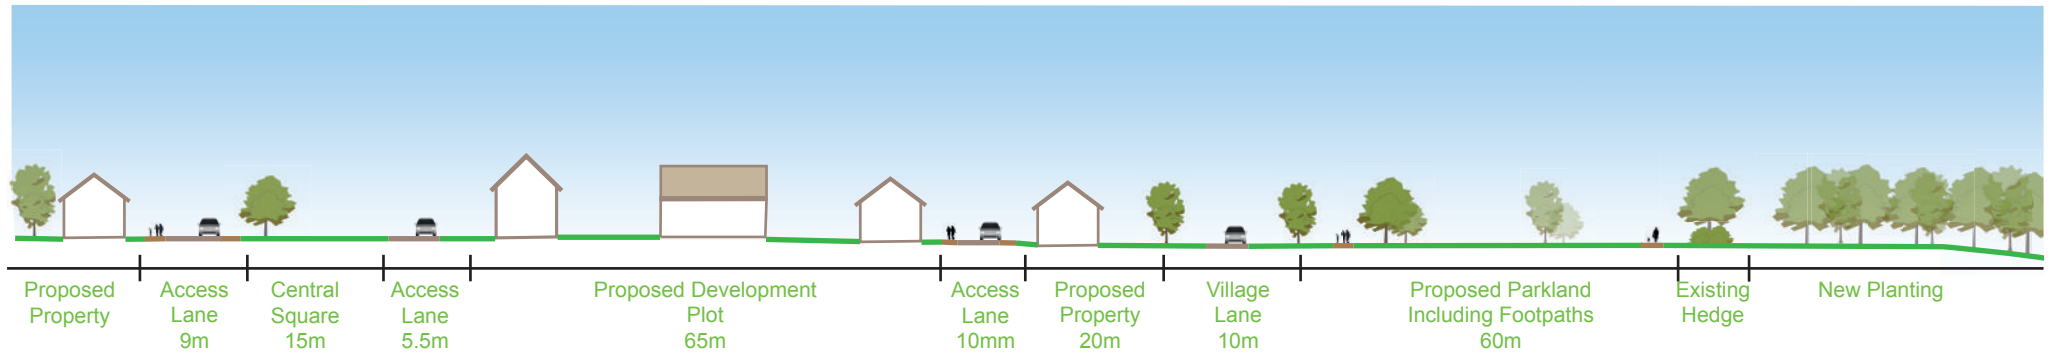 Proposed
Property
Access
Lane
9m
Central
Square
15m
Access
Lane
5.5m
Proposed Development
Plot
65m
Access
Lane
10mm
Proposed
Property
20m
Village
Lane
10m
Proposed Parkland
Including Footpaths
60m
Existing
Hedge
New Planting